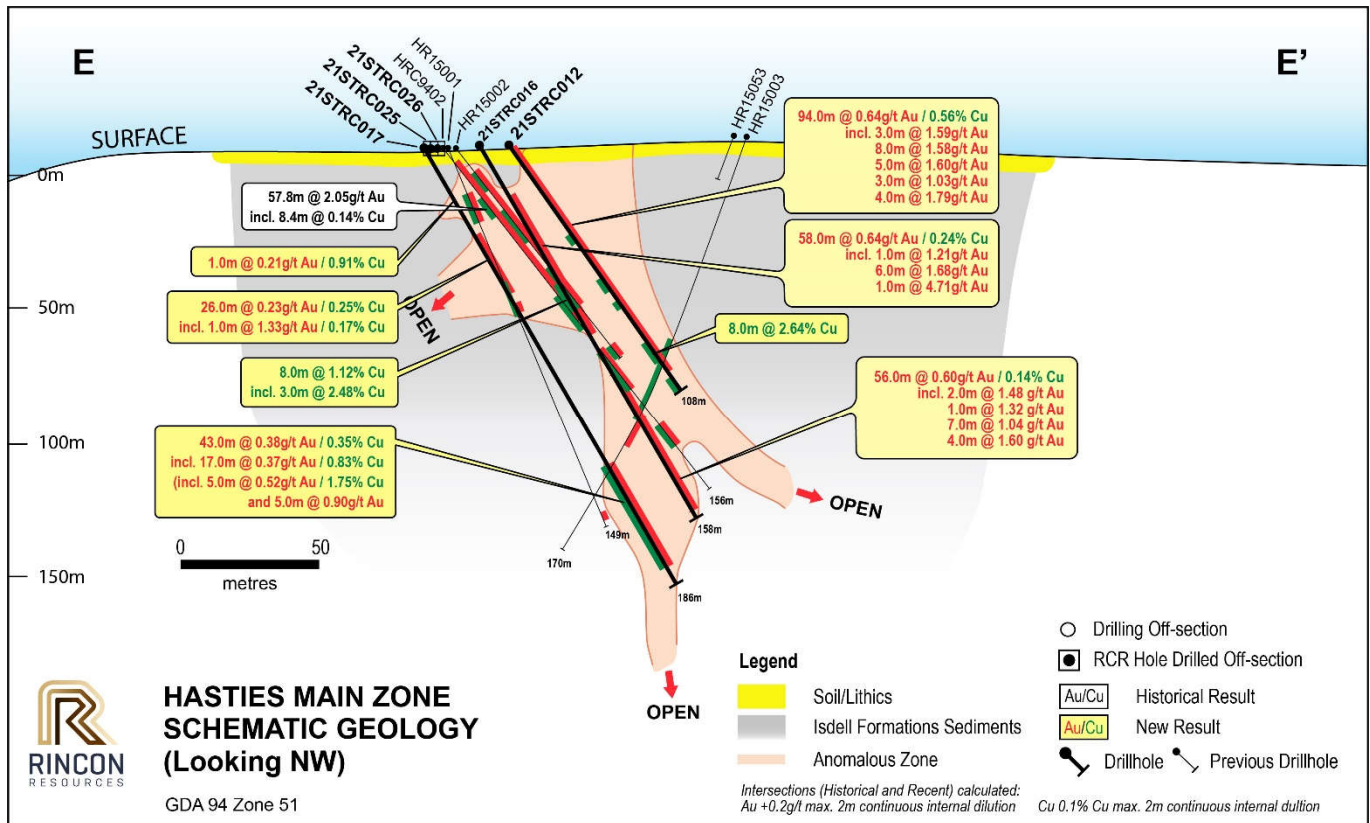 E
E'
21STRC017
21STRC025
21STRC026
HRC9402
HR15001
HR15002
21STRC016
21STRC012
HR15053
HR15003
SURFACE
0m
50m
100m
150m
57.8m @ 2.05g/t Au
incl. 8.4m @ 0.14% Cu
1.0m @ 0.21g/t Au / 0.91% Cu
26.0m @ 0.23g/t Au / 0.25% Cu
incl. 1.0m @ 1.33g/t Au / 0.17% Cu
8.0m @ 1.12% Cu
incl. 3.0m @ 2.48% Cu
43.0m @ 0.38g/t Au / 0.35% Cu
incl. 17.0m @ 0.37g/t Au / 0.83% Cu
(incl. 5.0m @ 0.52g/t Au / 1.75% Cu
and 5.0m @ 0.90g/t Au
94.0m @ 0.64g/t Au / 0.56% Cu
incl. 3.0m @ 1.59g/t Au
8.0m @ 1.58g/t Au
5.0m @ 1.60g/t Au
3.0m @ 1.03g/t Au
4.0m @ 1.79g/t Au
58.0m @ 0.64g/t Au / 0.24% Cu
incl. 1.0m @ 1.21g/t Au
6.0m @ 1.68g/t Au
1.0m @ 4.71g/t Au
8.0m @ 2.64% Cu
56.0m @ 0.60g/t Au / 0.14% Cu
incl. 2.0m @ 1.48 g/t Au
1.0m @ 1.32 g/t Au
7.0m @ 1.04 g/t Au
4.0m @ 1.60 g/t Au
OPEN
OPEN
OPEN
108m
156m
158m
149m
170m
186m
0 50
metres
RINCON
RESOURCES
HASTIES MAIN ZONE
SCHEMATIC GEOLOGY
(Looking NW)
GDA 94 Zone 51
Legend
Soil/Lithics
Isdell Formations Sediments
Anomalous Zone
Drilling Off-section
RCR Hole Drilled Off-section
Au/Cu Historical Result
Au/Cu New Result
Drillhole Previous Drillhole
Intersections (Historical and Recent) calculated:
Au +0.2g/t max. 2m continuous internal dilution Cu 0.1% Cu max. 2m continuous internal dultion